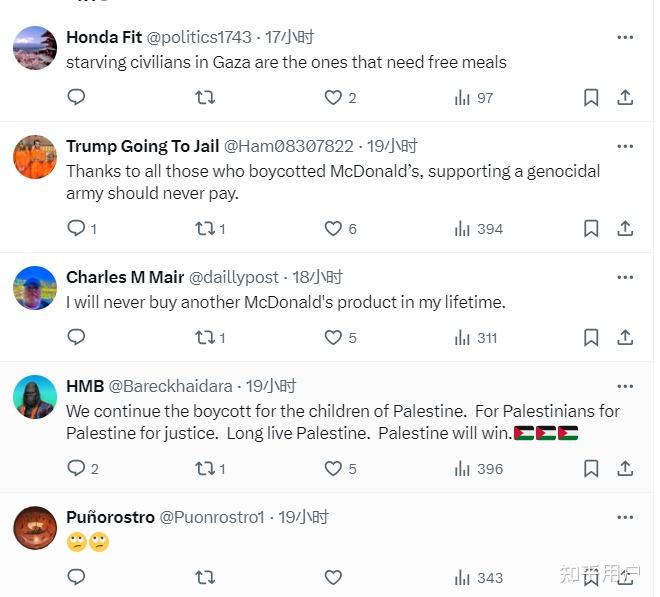 Honda Fit @politics1743 · 17小时
starving civilians in Gaza are the ones that need free meals
2 97
Trump Going To Jail @Ham08307822 · 19小时
Thanks to all those who boycotted McDonald’s, supporting a genocidal
army should never pay.
1 1 6 394
Charles M Mair @daillypost · 18小时
I will never buy another McDonald's product in my lifetime.
1 5 311
HMB @Bareckhaidara · 19小时
We continue the boycott for the children of Palestine. For Palestinians for
Palestine for justice. Long live Palestine. Palestine will win.🇵🇸🇵🇸🇵🇸
2 1 5 396
Puñorostro @Puonrostro1 · 19小时
🙄🙄
343
知乎用户